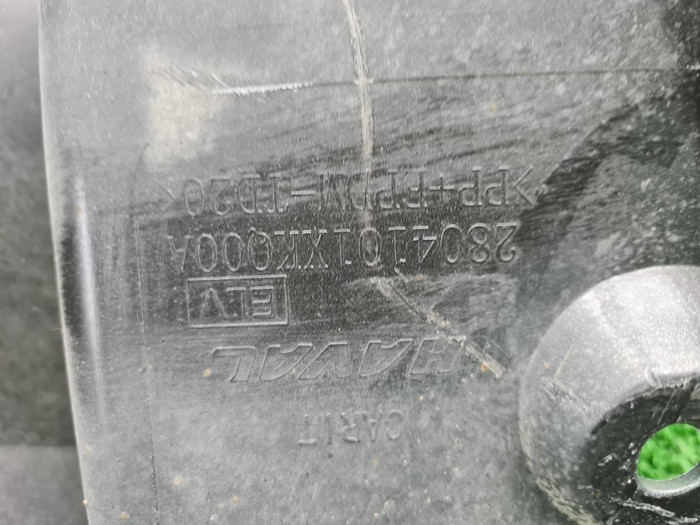 CARIT
HAVAL
ELV
2804101XKQ00A
>PP+EPDM-TD20<